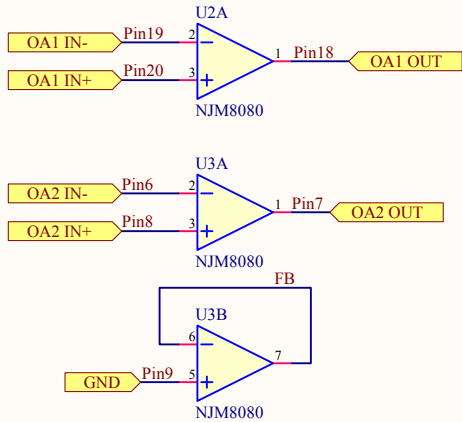 U2A
OA1 IN- Pin19 2 1 Pin18 OA1 OUT
OA1 IN+ Pin20 3
NJM8080
U3A
OA2 IN- Pin6 2 1 Pin7 OA2 OUT
OA2 IN+ Pin8 3
NJM8080
FB
U3B
6 7
GND Pin9 5
NJM8080